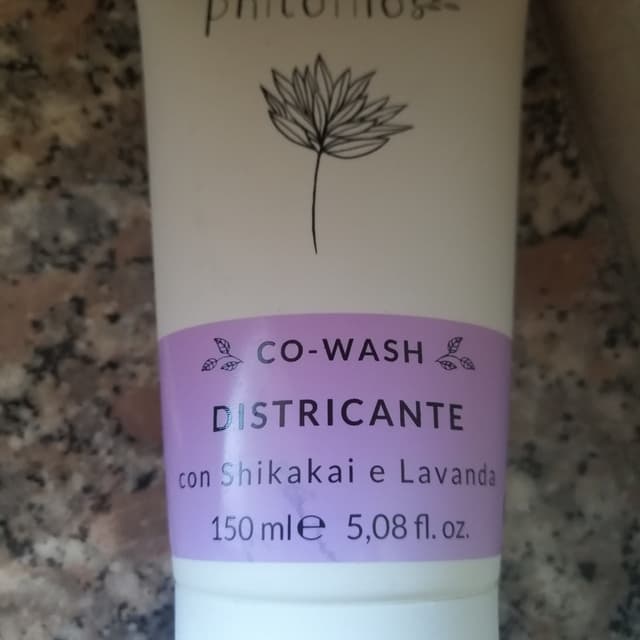 CO-WASH
DISTRICANTE
con Shikakai e Lavanda
150 ml℮ 5,08 fl. oz.